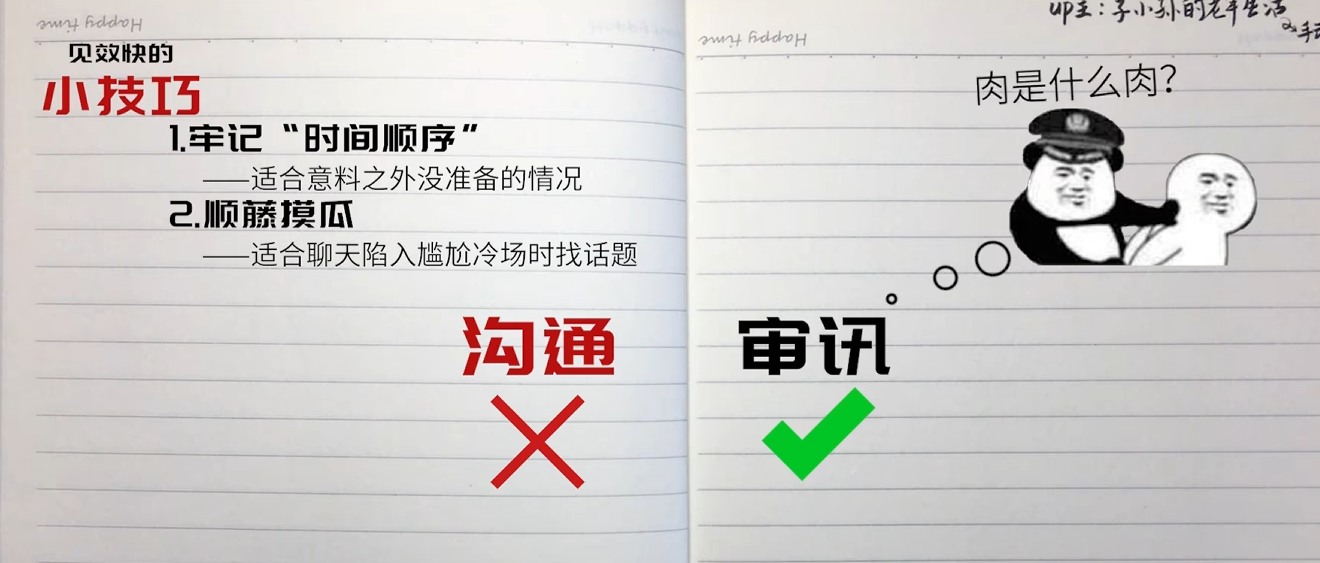 Happy time
见效快的
小技巧
1.牢记“时间顺序”
——适合意料之外没准备的情况
2.顺藤摸瓜
——适合聊天陷入尴尬冷场时找话题
沟通
Happy time
up主：子小孙的老年生活
肉是什么肉？
审讯